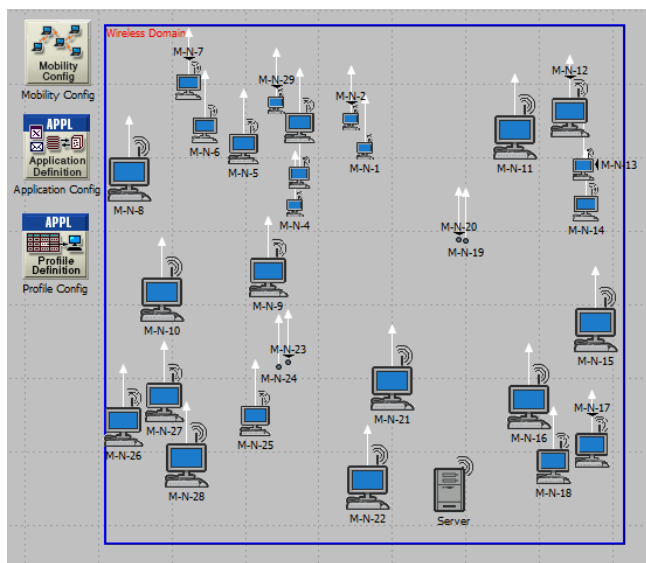 Wireless Domain
M-N-7
M-N-29
M-N-2
M-N-12
Mobility
Config
Mobility Config
M-N-6
M-N-5
M-N-1
M-N-11
M-N-13
APPL
Application
Definition
Application Config
M-N-8
M-N-4
M-N-14
M-N-20
M-N-19
APPL
Profile
Definition
Profile Config
M-N-9
M-N-10
M-N-15
M-N-23
M-N-24
M-N-21
M-N-17
M-N-27
M-N-25
M-N-16
M-N-26
M-N-28
M-N-18
M-N-22
Server